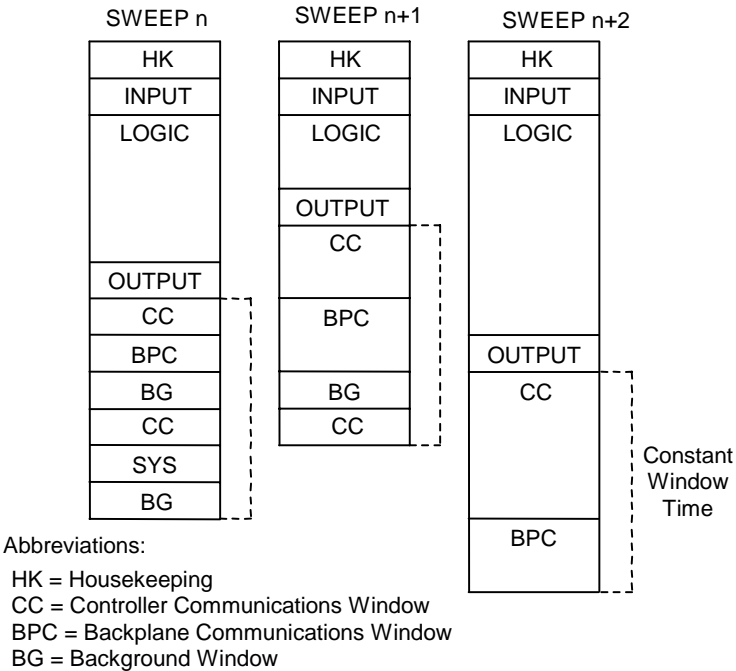 SWEEP n
HK
INPUT
LOGIC
OUTPUT
CC
BPC
BG
CC
SYS
BG
SWEEP n+1
HK
INPUT
LOGIC
OUTPUT
CC
BPC
BG
CC
SWEEP n+2
HK
INPUT
LOGIC
OUTPUT
CC
BPC
Constant
Window
Time
Abbreviations:
HK = Housekeeping
CC = Controller Communications Window
BPC = Backplane Communications Window
BG = Background Window